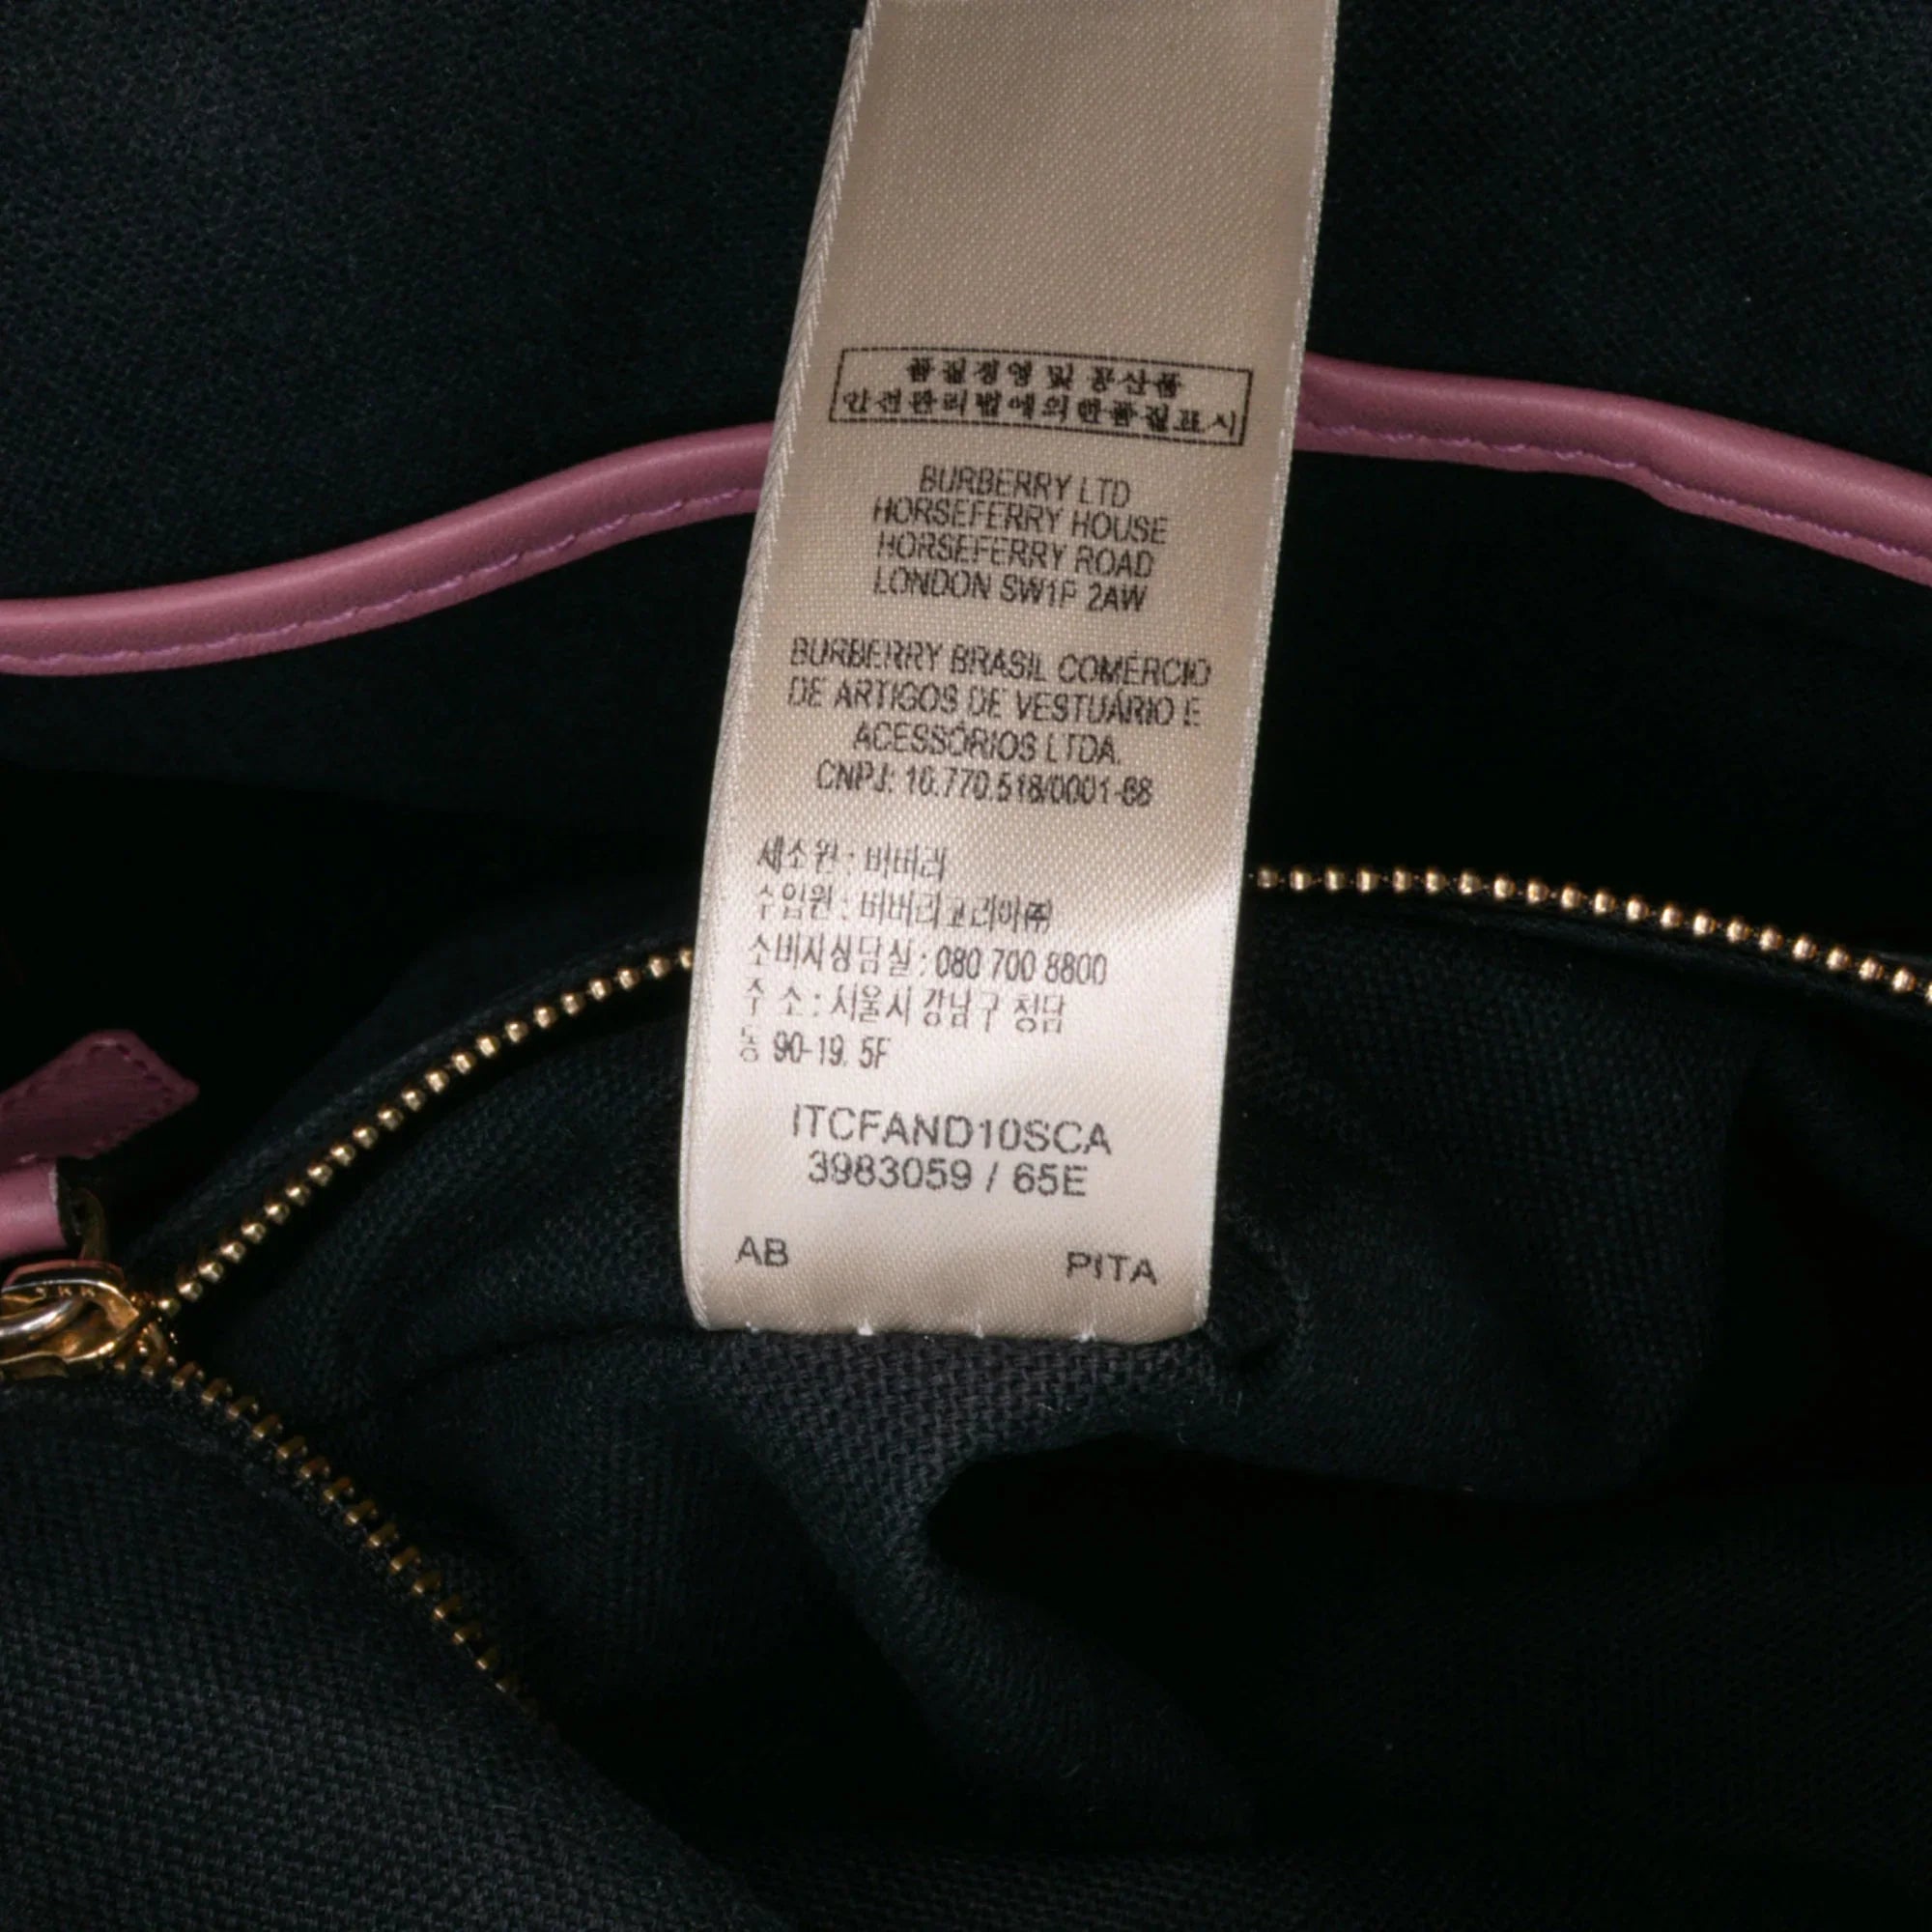 품질경영 및 공산품
안전관리법에의한품질표시
BURBERRY LTD
HORSEFERRY HOUSE
HORSEFERRY ROAD
LONDON SW1P 2AW
BURBERRY BRASIL COMÉRCIO
DE ARTIGOS DE VESTUÁRIO E
ACESSÓRIOS LTDA.
CNPJ: 10.770.518/0001-68
제조원 : 버버리
수입원 : 버버리코리아㈜
소비자상담실 : 080 700 8800
주 소 : 서울시 강남구 청담
동 90-19. 5F
ITCFAND10SCA
3983059 / 65E
AB PITA